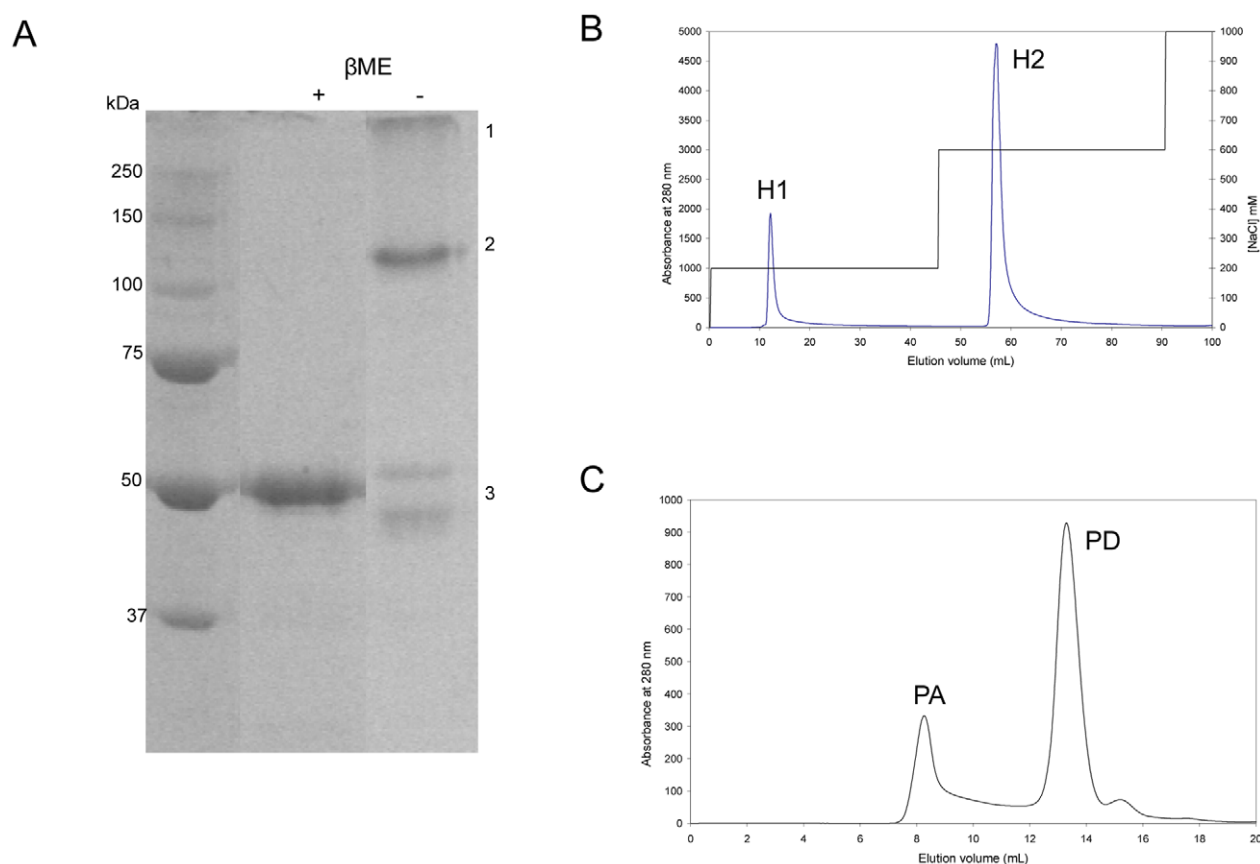 A
βME
kDa
+ -
1
250
150
2
100
75
50
3
37
B
5000
4500
4000
3500
3000
2500
2000
1500
1000
500
0
Absorbance at 280 nm
H1
H2
1000
900
800
700
600
500
400
300
200
100
0
[NaCl] mM
0 10 20 30 40 50 60 70 80 90 100
Elution volume (mL)
C
1000
900
800
700
600
500
400
300
200
100
0
Absorbance at 280 nm
PA
PD
0 2 4 6 8 10 12 14 16 18 20
Elution volume (mL)